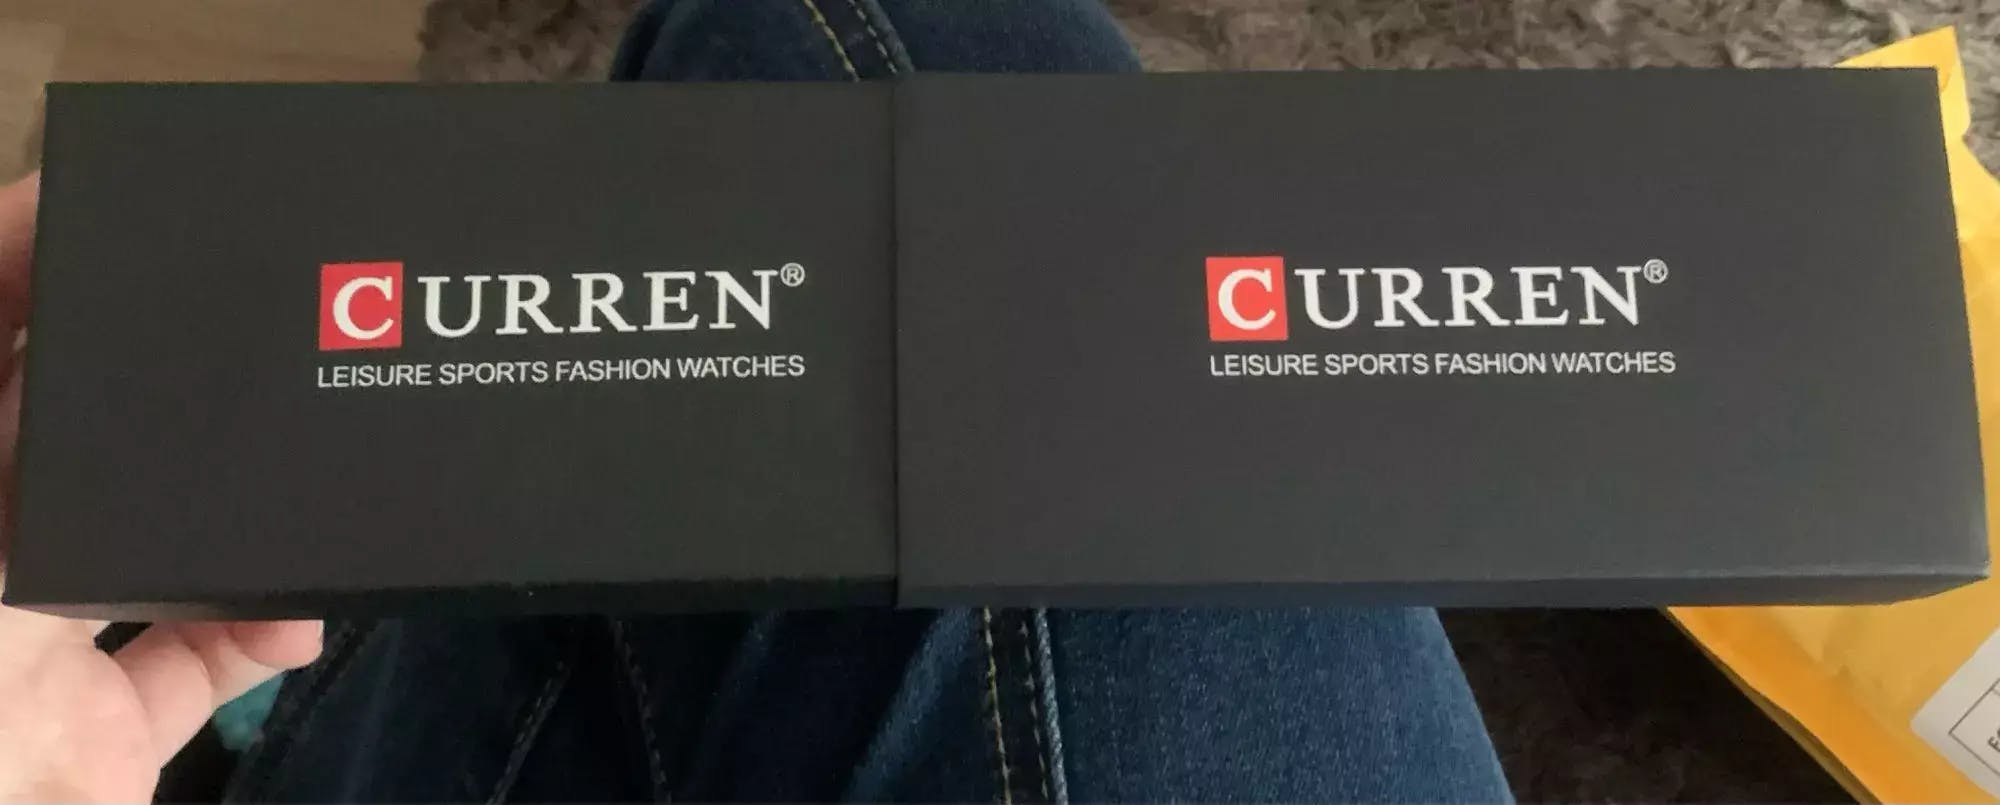 CURREN®
LEISURE SPORTS FASHION WATCHES
CURREN®
LEISURE SPORTS FASHION WATCHES